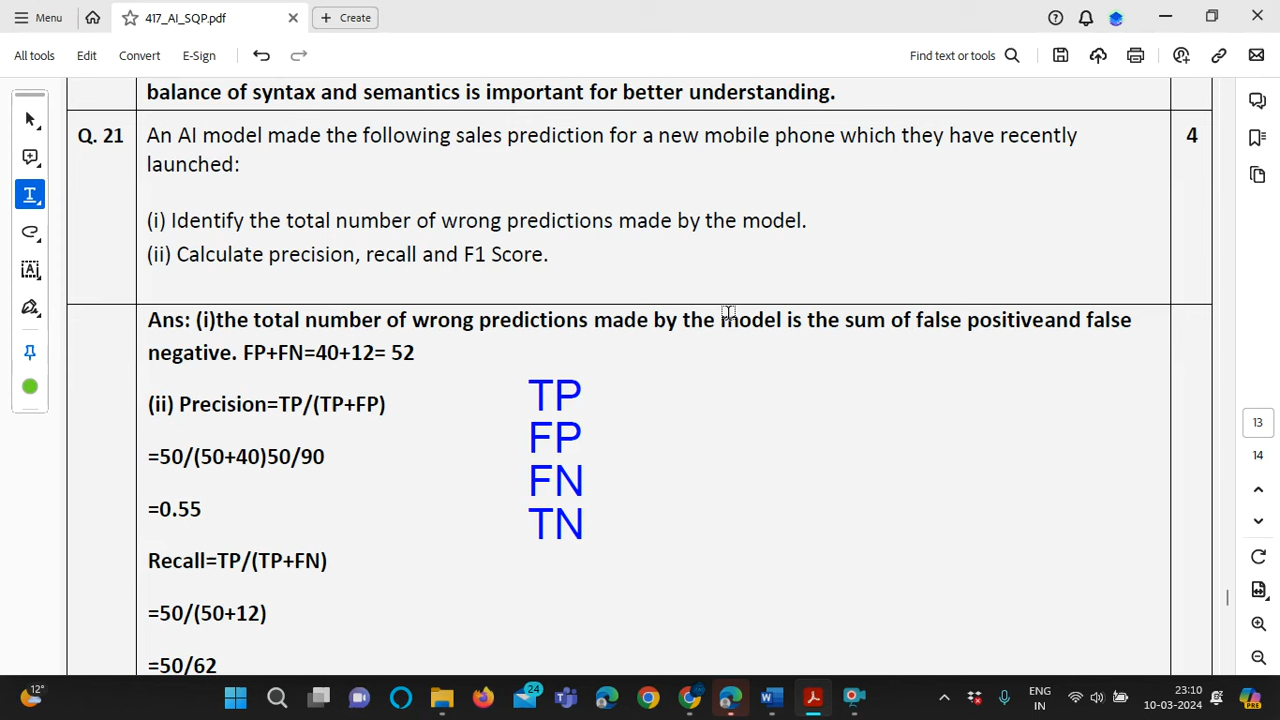 Menu
417_AI_SQP.pdf
Create
All tools
Edit
Convert
E-Sign
Find text or tools
balance of syntax and semantics is important for better understanding.
Q. 21
An AI model made the following sales prediction for a new mobile phone which they have recently
launched:
4
(i) Identify the total number of wrong predictions made by the model.
(ii) Calculate precision, recall and F1 Score.
Ans: (i)the total number of wrong predictions made by the model is the sum of false positiveand false
negative. FP+FN=40+12= 52
(ii) Precision=TP/(TP+FP)
=50/(50+40)50/90
=0.55
Recall=TP/(TP+FN)
=50/(50+12)
=50/62
TP
FP
FN
TN
13
14
12°
24
ENG
IN
23:10
10-03-2024
PRE